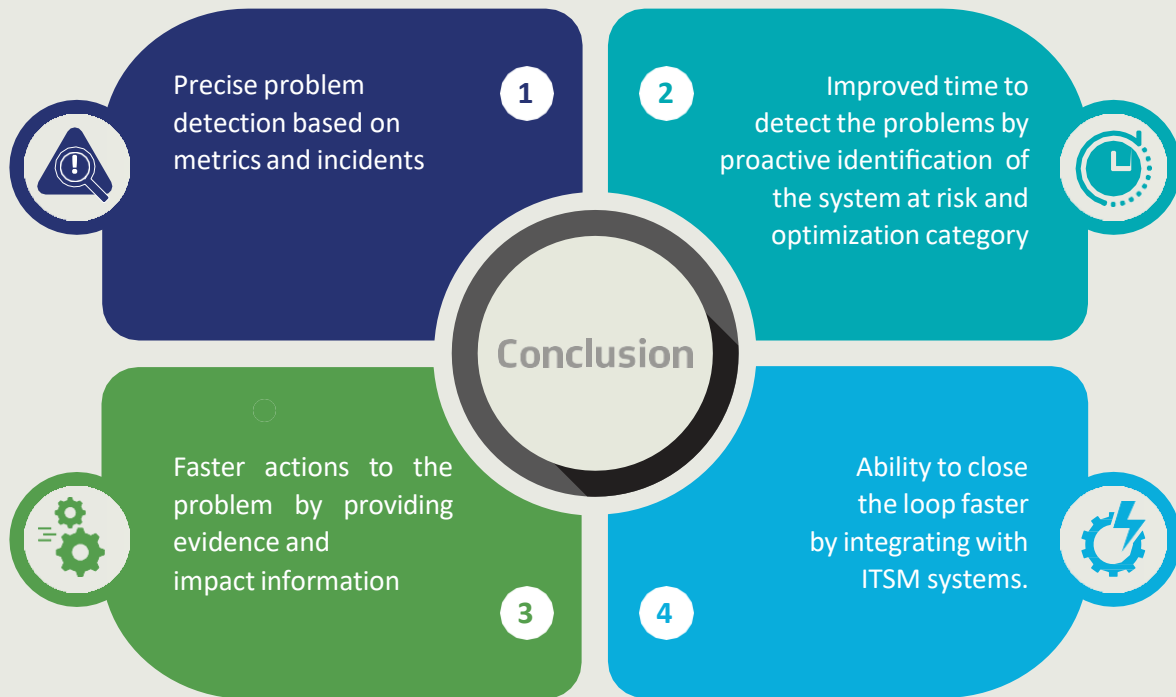 1
Precise problem
detection based on
metrics and incidents
2
Improved time to
detect the problems by
proactive identification of
the system at risk and
optimization category
Conclusion
Faster actions to the
problem by providing
evidence and
impact information
3
Ability to close
the loop faster
by integrating with
ITSM systems.
4